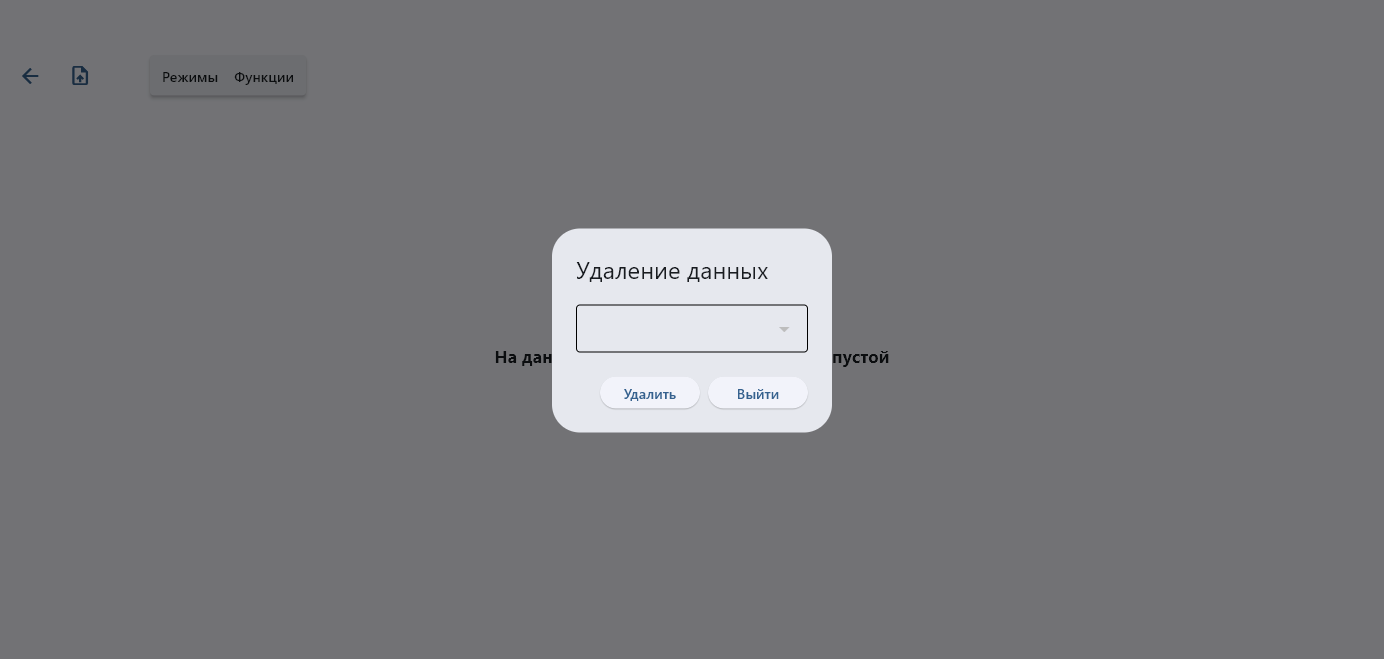 Режимы Функции
Удаление данных
На дан пустой
Удалить Выйти